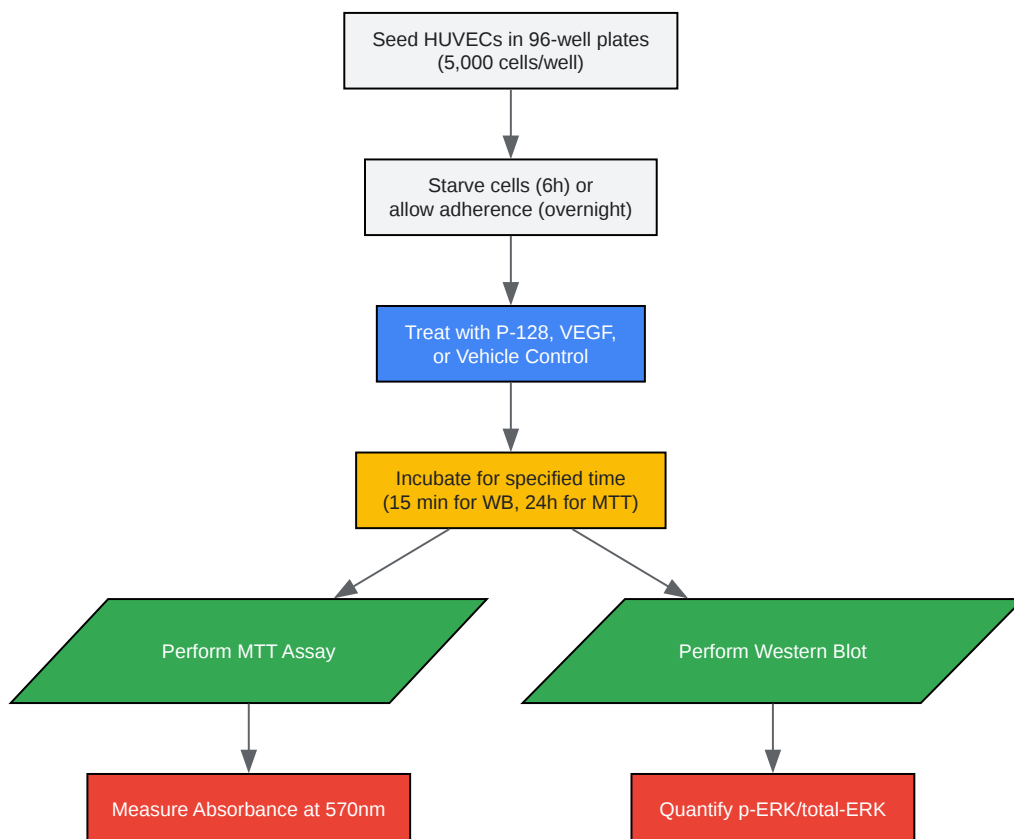 Seed HUVECs in 96-well plates
(5,000 cells/well)
Starve cells (6h) or
allow adherence (overnight)
Treat with P-128, VEGF,
or Vehicle Control
Incubate for specified time
(15 min for WB, 24h for MTT)
Perform MTT Assay
Perform Western Blot
Measure Absorbance at 570nm
Quantify p-ERK/total-ERK